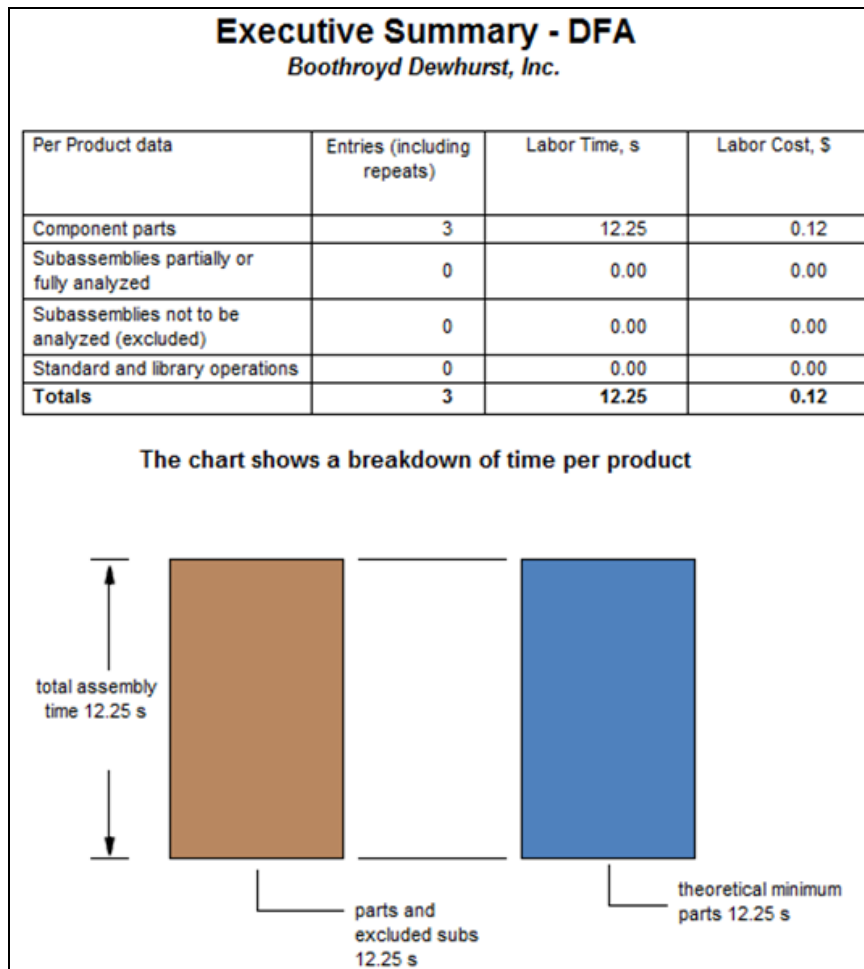 Executive Summary - DFA
Boothroyd Dewhurst, Inc.
Per Product data
Entries (including
repeats)
Labor Time, s
Labor Cost, $
Component parts 3 12.25 0.12
Subassemblies partially or
fully analyzed
0 0.00 0.00
Subassemblies not to be
analyzed (excluded)
0 0.00 0.00
Standard and library operations 0 0.00 0.00
Totals 3 12.25 0.12
The chart shows a breakdown of time per product
total assembly
time 12.25 s
parts and
excluded subs
12.25 s
theoretical minimum
parts 12.25 s